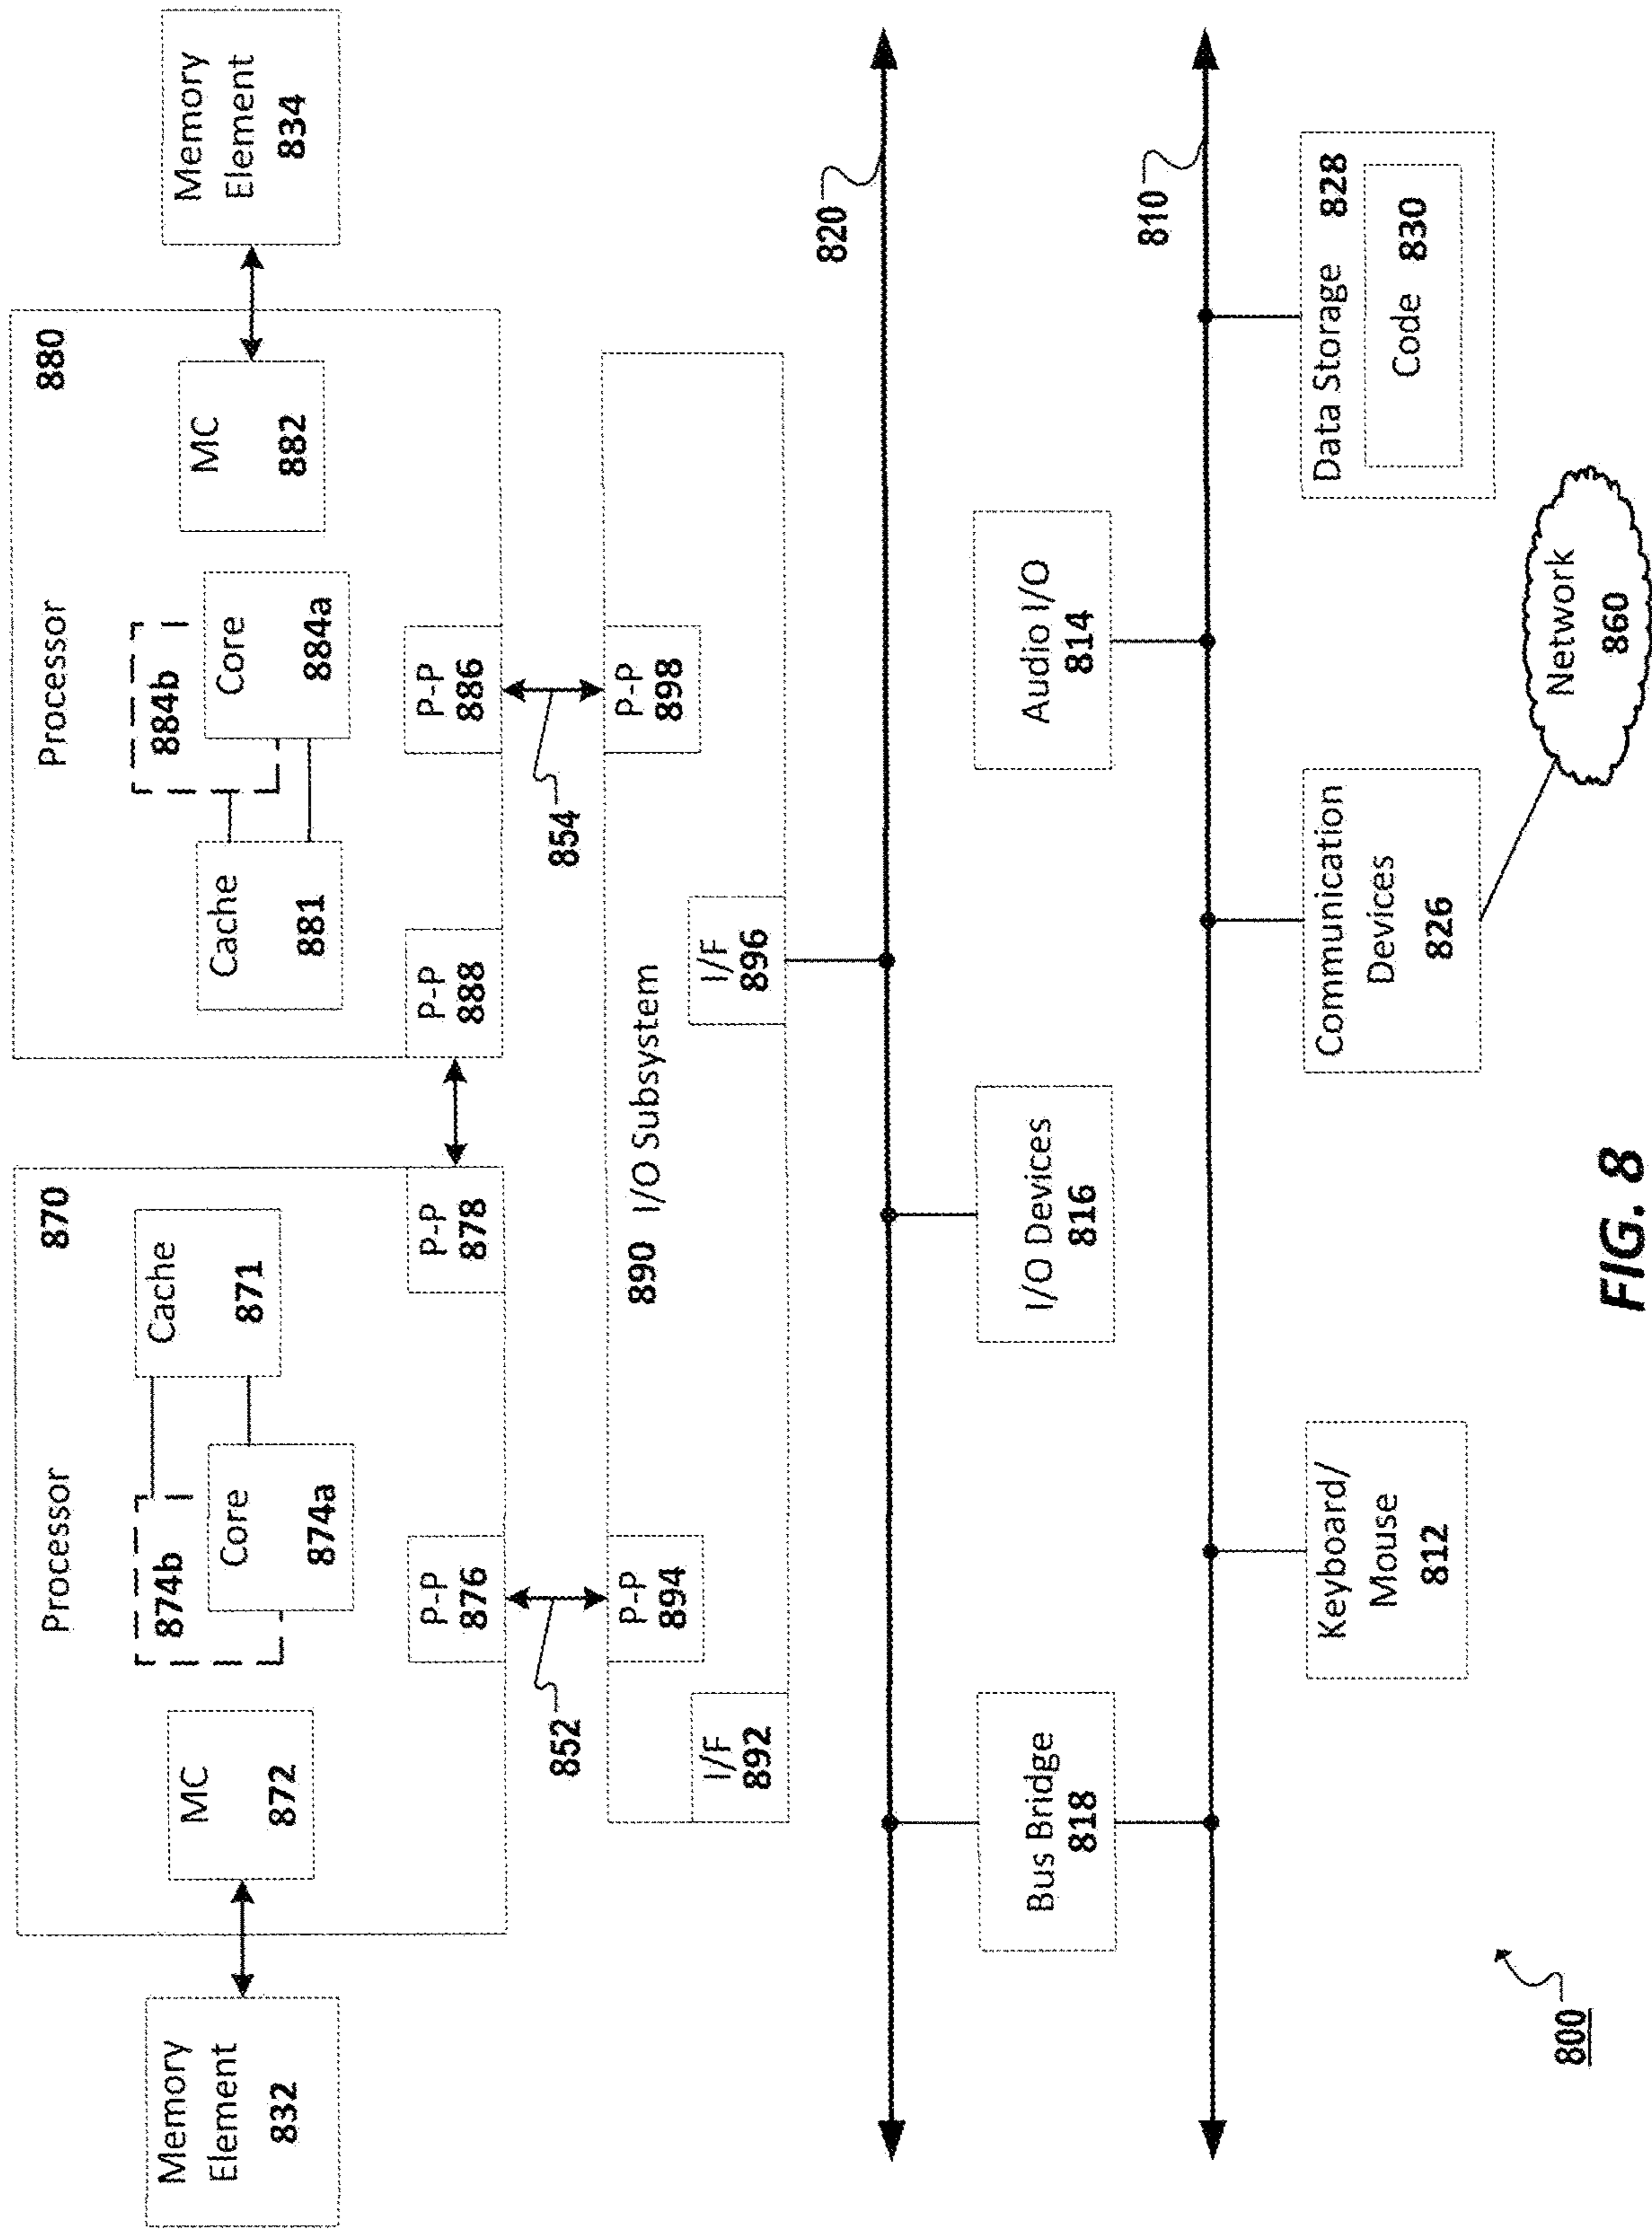 Memory
Element
832
Processor
870
MC
872
874b
Core
874a
Cache
871
P-P
876
P-P
878
Processor
880
Cache
881
884b
Core
884a
MC
882
P-P
888
P-P
886
Memory
Element
834
852
854
P-P
894
P-P
898
890 I/O Subsystem
I/F
892
I/F
896
820
Bus Bridge
818
I/O Devices
816
Audio I/O
814
810
Keyboard/
Mouse
812
Communication
Devices
826
Data Storage 828
Code 830
Network
860
800
FIG. 8